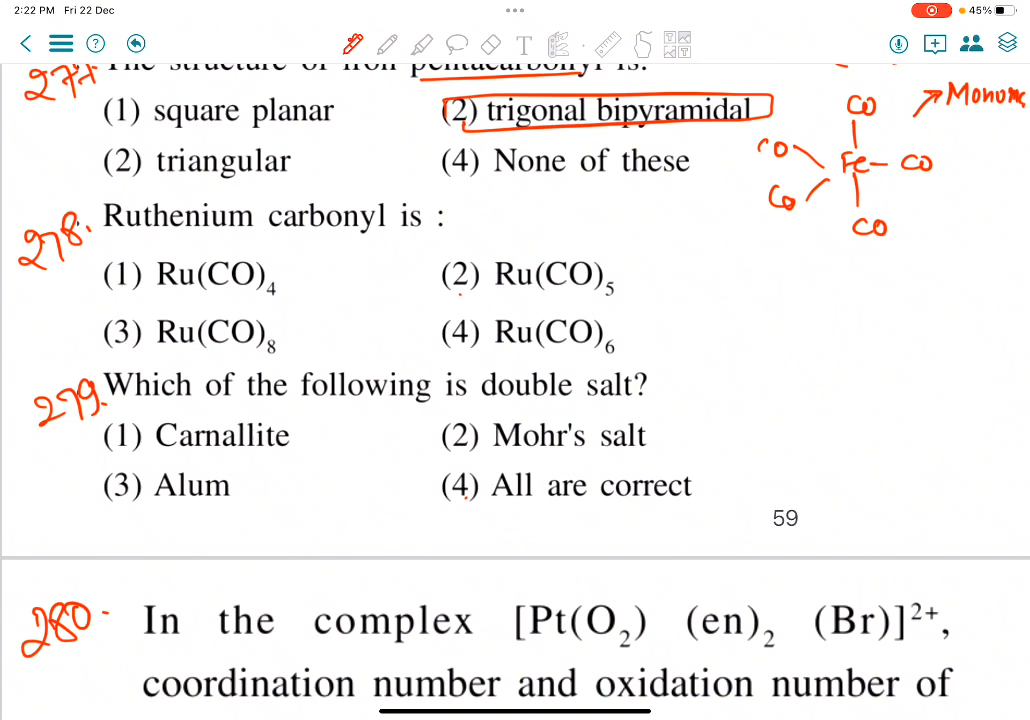 2:22 PM Fri 22 Dec
45%
277. The structure of iron pentacarbonyl is:
(1) square planar (2) trigonal bipyramidal
(2) triangular (4) None of these
CO → Monome
CO Fe– CO
CO
CO
278. Ruthenium carbonyl is :
(1) Ru(CO)₄ (2) Ru(CO)₅
(3) Ru(CO)₈ (4) Ru(CO)₆
279. Which of the following is double salt?
(1) Carnallite (2) Mohr's salt
(3) Alum (4) All are correct
59
280. In the complex [Pt(O₂) (en)₂ (Br)]²⁺,
coordination number and oxidation number of